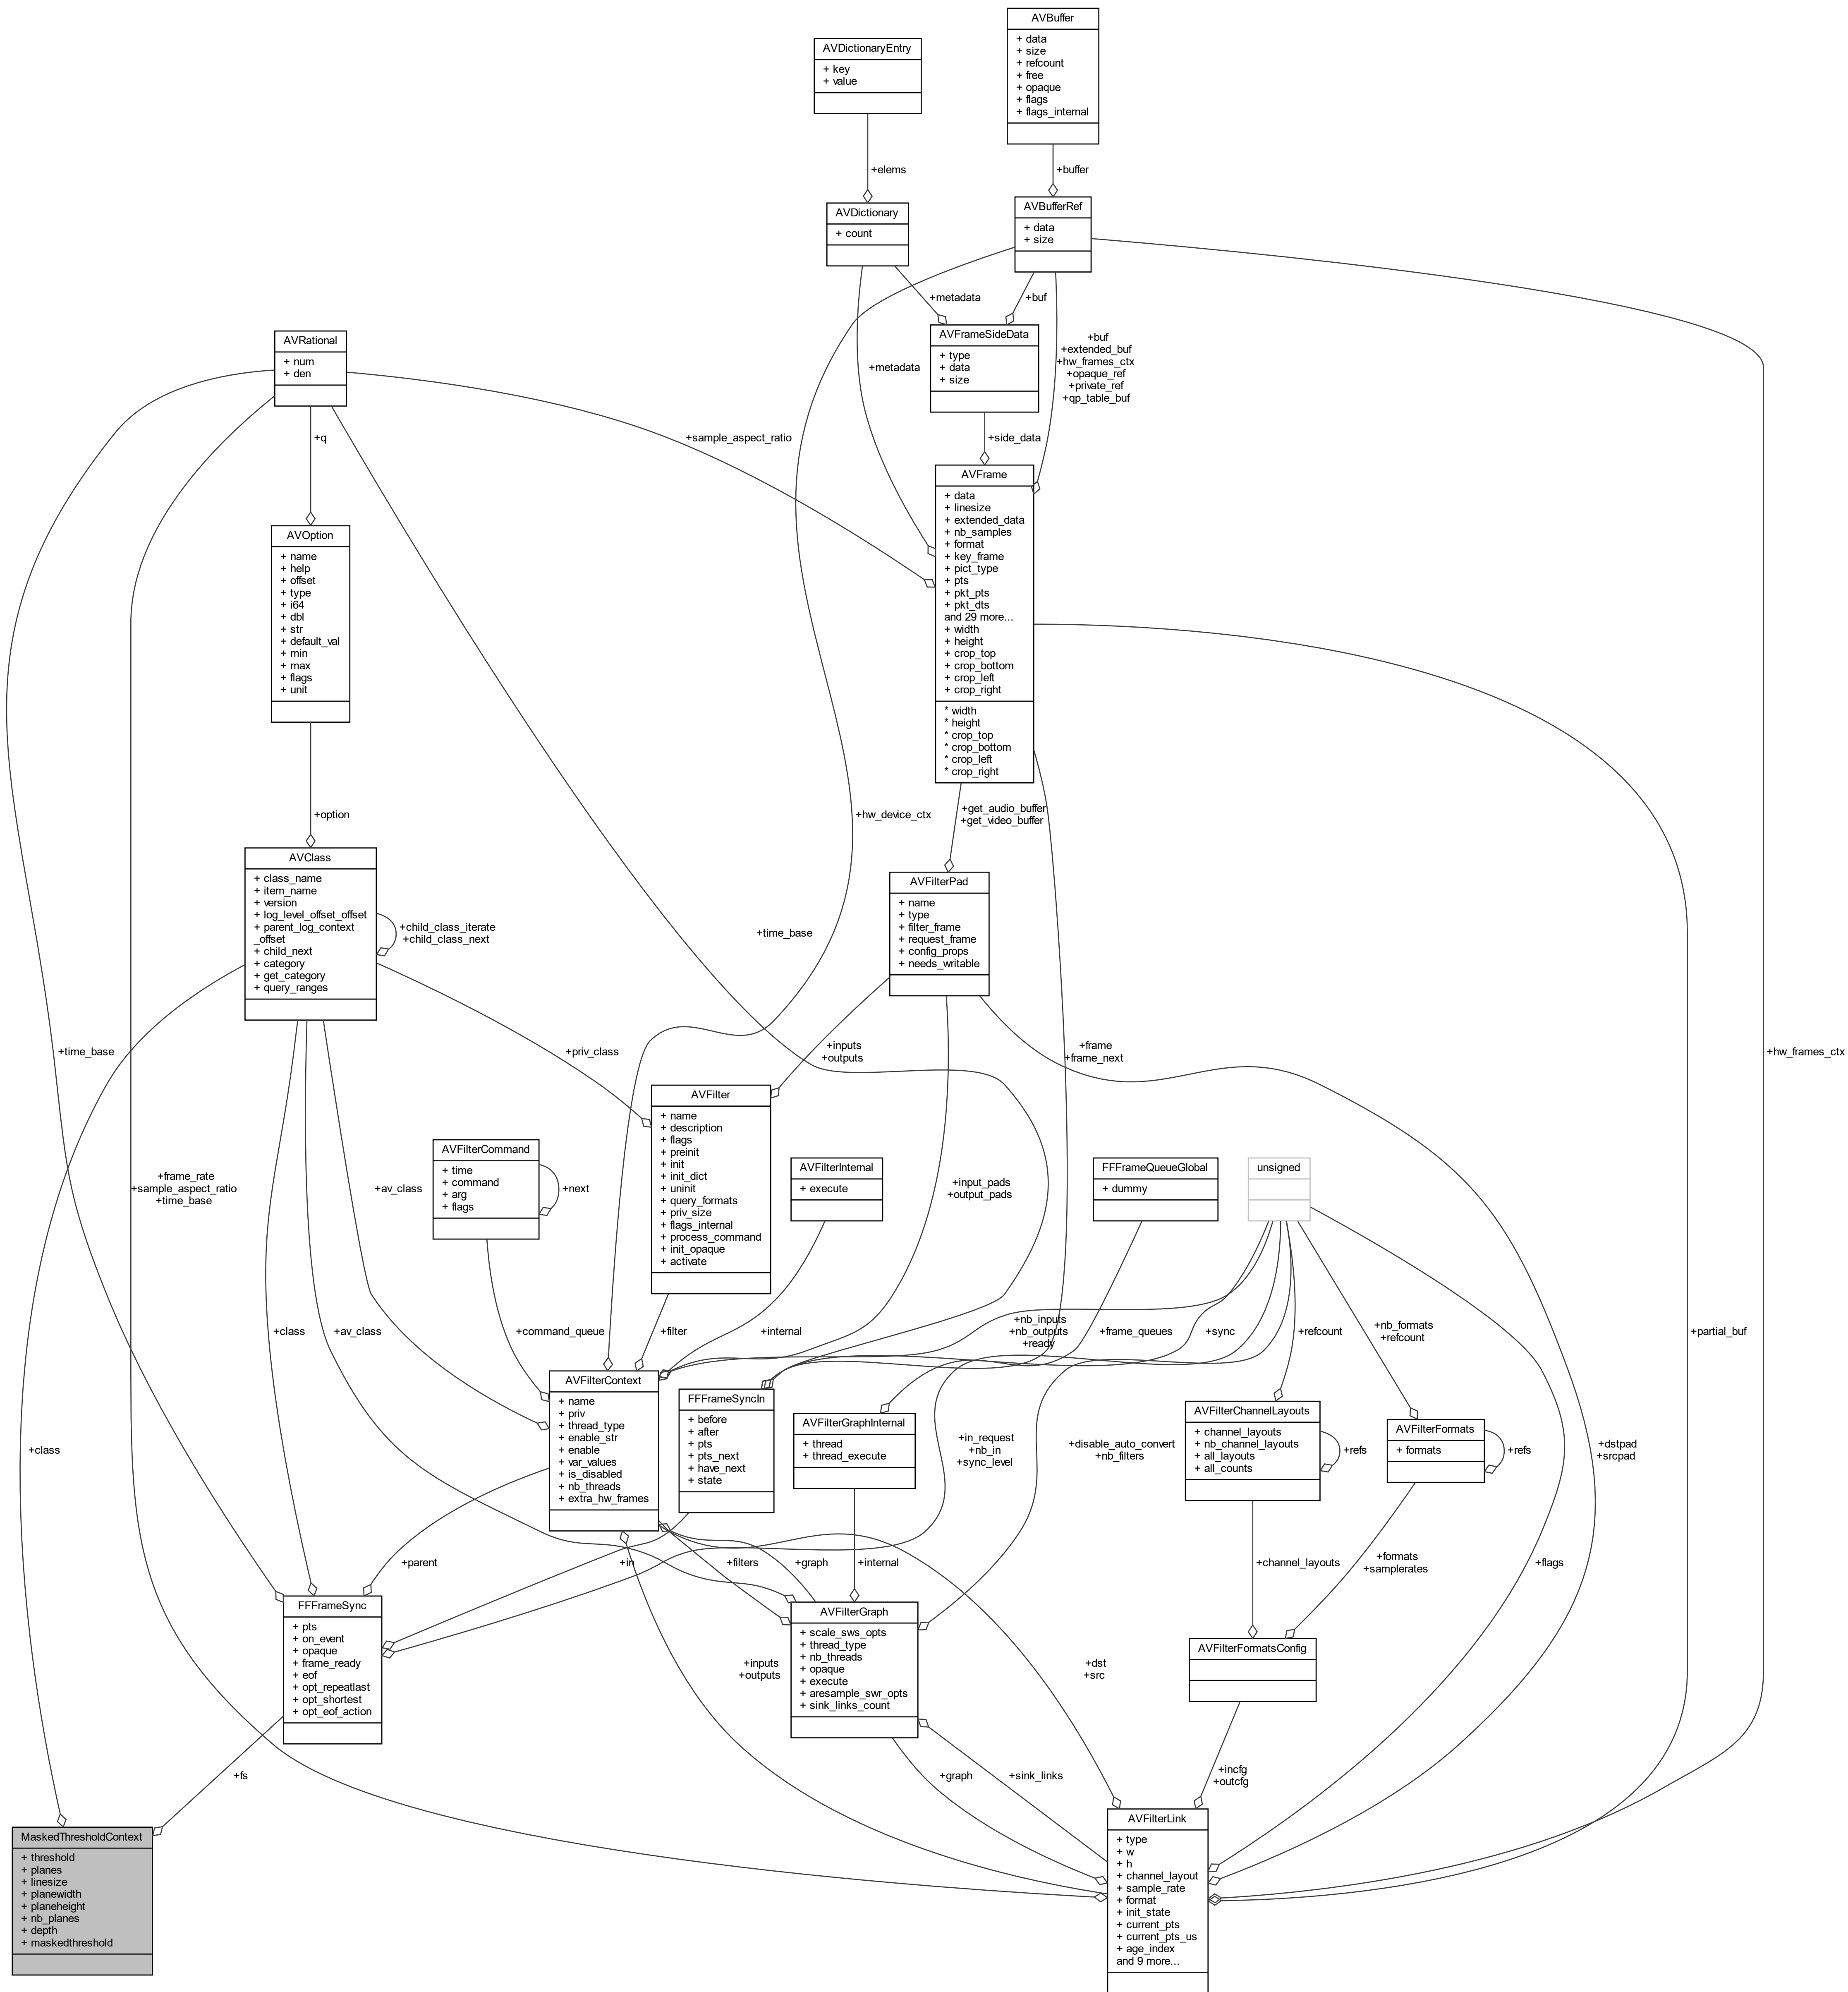 AVBuffer
+ data
+ size
+ refcount
+ free
+ opaque
+ flags
+ flags_internal
AVDictionaryEntry
+ key
+ value
+elems
+buffer
AVDictionary
+ count
AVBufferRef
+ data
+ size
+metadata
+buf
AVFrameSideData
+ type
+ data
+ size
+buf
+extended_buf
+hw_frames_ctx
+opaque_ref
+private_ref
+qp_table_buf
+metadata
AVRational
+ num
+ den
+q
+sample_aspect_ratio
+side_data
AVFrame
+ data
+ linesize
+ extended_data
+ nb_samples
+ format
+ key_frame
+ pict_type
+ pts
+ pkt_pts
+ pkt_dts
and 29 more...
+ width
+ height
+ crop_top
+ crop_bottom
+ crop_left
+ crop_right
* width
* height
* crop_top
* crop_bottom
* crop_left
* crop_right
AVOption
+ name
+ help
+ offset
+ type
+ i64
+ dbl
+ str
+ default_val
+ min
+ max
+ flags
+ unit
+option
+hw_device_ctx
+get_audio_buffer
+get_video_buffer
AVClass
+ class_name
+ item_name
+ version
+ log_level_offset_offset
+ parent_log_context
_offset
+ child_next
+ category
+ get_category
+ query_ranges
+child_class_iterate
+child_class_next
+time_base
AVFilterPad
+ name
+ type
+ filter_frame
+ request_frame
+ config_props
+ needs_writable
+time_base
+priv_class
+inputs
+outputs
+frame
+frame_next
+hw_frames_ctx
AVFilter
+ name
+ description
+ flags
+ preinit
+ init
+ init_dict
+ uninit
+ query_formats
+ priv_size
+ flags_internal
+ process_command
+ init_opaque
+ activate
AVFilterCommand
+ time
+ command
+ arg
+ flags
+next
AVFilterInternal
+ execute
FFFrameQueueGlobal
+ dummy
unsigned
+frame_rate
+sample_aspect_ratio
+time_base
+av_class
+input_pads
+output_pads
+class
+av_class
+command_queue
+filter
+internal
+nb_inputs
+nb_outputs
+ready
+frame_queues
+sync
+refcount
+nb_formats
+refcount
+partial_buf
AVFilterContext
+ name
+ priv
+ thread_type
+ enable_str
+ enable
+ var_values
+ is_disabled
+ nb_threads
+ extra_hw_frames
FFFrameSyncIn
+ before
+ after
+ pts
+ pts_next
+ have_next
+ state
AVFilterGraphInternal
+ thread
+ thread_execute
AVFilterChannelLayouts
+ channel_layouts
+ nb_channel_layouts
+ all_layouts
+ all_counts
+refs
AVFilterFormats
+ formats
+refs
+class
+in_request
+nb_in
+sync_level
+disable_auto_convert
+nb_filters
+dstpad
+srcpad
+parent
+in
+filters
+graph
+internal
+channel_layouts
+formats
+samplerates
+flags
FFFrameSync
+ pts
+ on_event
+ opaque
+ frame_ready
+ eof
+ opt_repeatlast
+ opt_shortest
+ opt_eof_action
AVFilterGraph
+ scale_sws_opts
+ thread_type
+ nb_threads
+ opaque
+ execute
+ aresample_swr_opts
+ sink_links_count
AVFilterFormatsConfig
+inputs
+outputs
+dst
+src
+fs
+graph
+sink_links
+incfg
+outcfg
MaskedThresholdContext
+ threshold
+ planes
+ linesize
+ planewidth
+ planeheight
+ nb_planes
+ depth
+ maskedthreshold
AVFilterLink
+ type
+ w
+ h
+ channel_layout
+ sample_rate
+ format
+ init_state
+ current_pts
+ current_pts_us
+ age_index
and 9 more...